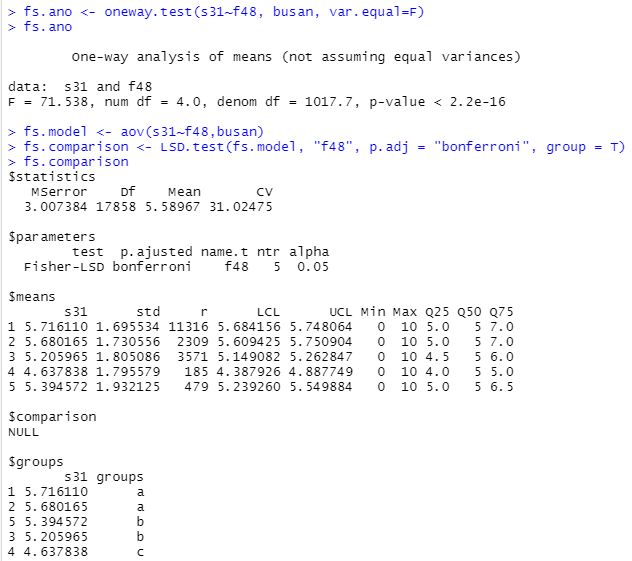 > fs.ano <- oneway.test(s31~f48, busan, var.equal=F)
> fs.ano
One-way analysis of means (not assuming equal variances)
data:  s31 and f48
F = 71.538, num df = 4.0, denom df = 1017.7, p-value < 2.2e-16
> fs.model <- aov(s31~f48,busan)
> fs.comparison <- LSD.test(fs.model, "f48", p.adj = "bonferroni", group = T)
> fs.comparison
$statistics
MSerror    Df    Mean       CV
3.007384 17858 5.58967 31.02475
$parameters
test  p.ajusted name.t ntr alpha
Fisher-LSD bonferroni    f48   5  0.05
$means
s31      std     r      LCL      UCL Min Max Q25 Q50 Q75
1 5.716110 1.695534 11316 5.684156 5.748064   0  10 5.0   5 7.0
2 5.680165 1.730556  2309 5.609425 5.750904   0  10 5.0   5 7.0
3 5.205965 1.805086  3571 5.149082 5.262847   0  10 4.5   5 6.0
4 4.637838 1.795579   185 4.387926 4.887749   0  10 4.0   5 5.0
5 5.394572 1.932125   479 5.239260 5.549884   0  10 5.0   5 6.5
$comparison
NULL
$groups
s31 groups
1 5.716110      a
2 5.680165      a
5 5.394572      b
3 5.205965      b
4 4.637838      c